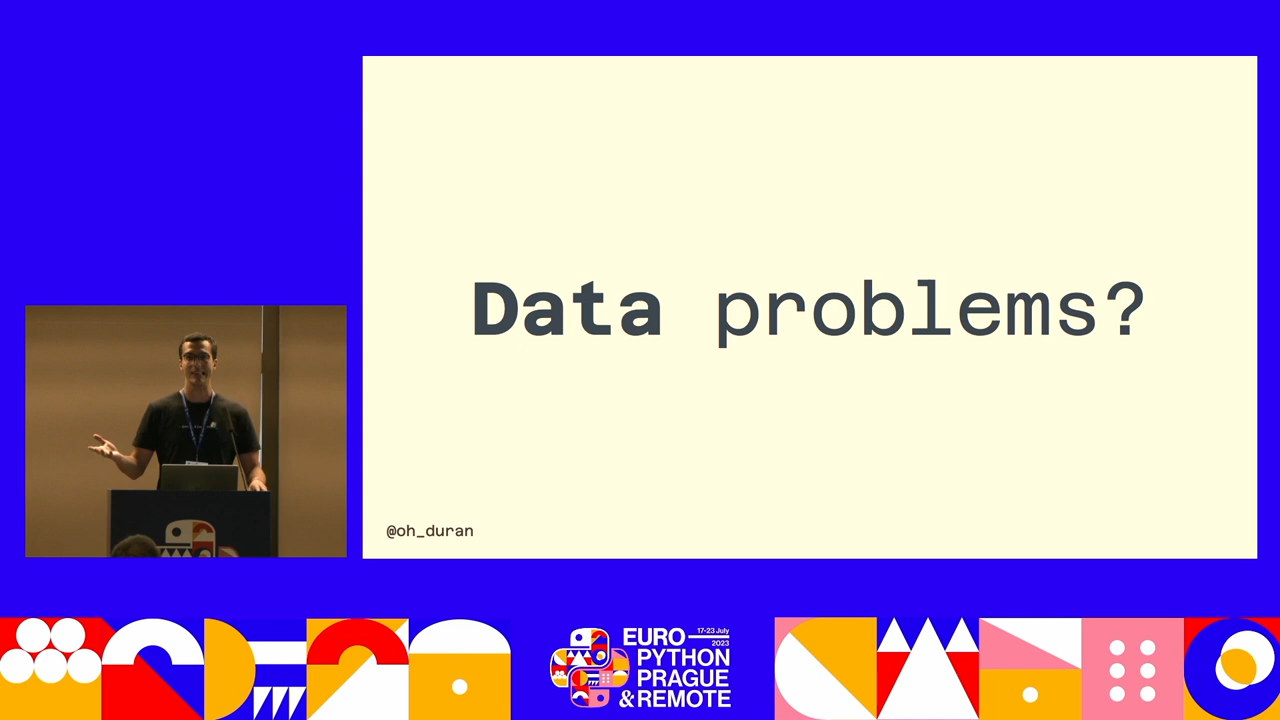 Data problems?
@oh_duran
EURO
17-23 July
2023
PYTHON
PRAGUE
& REMOTE